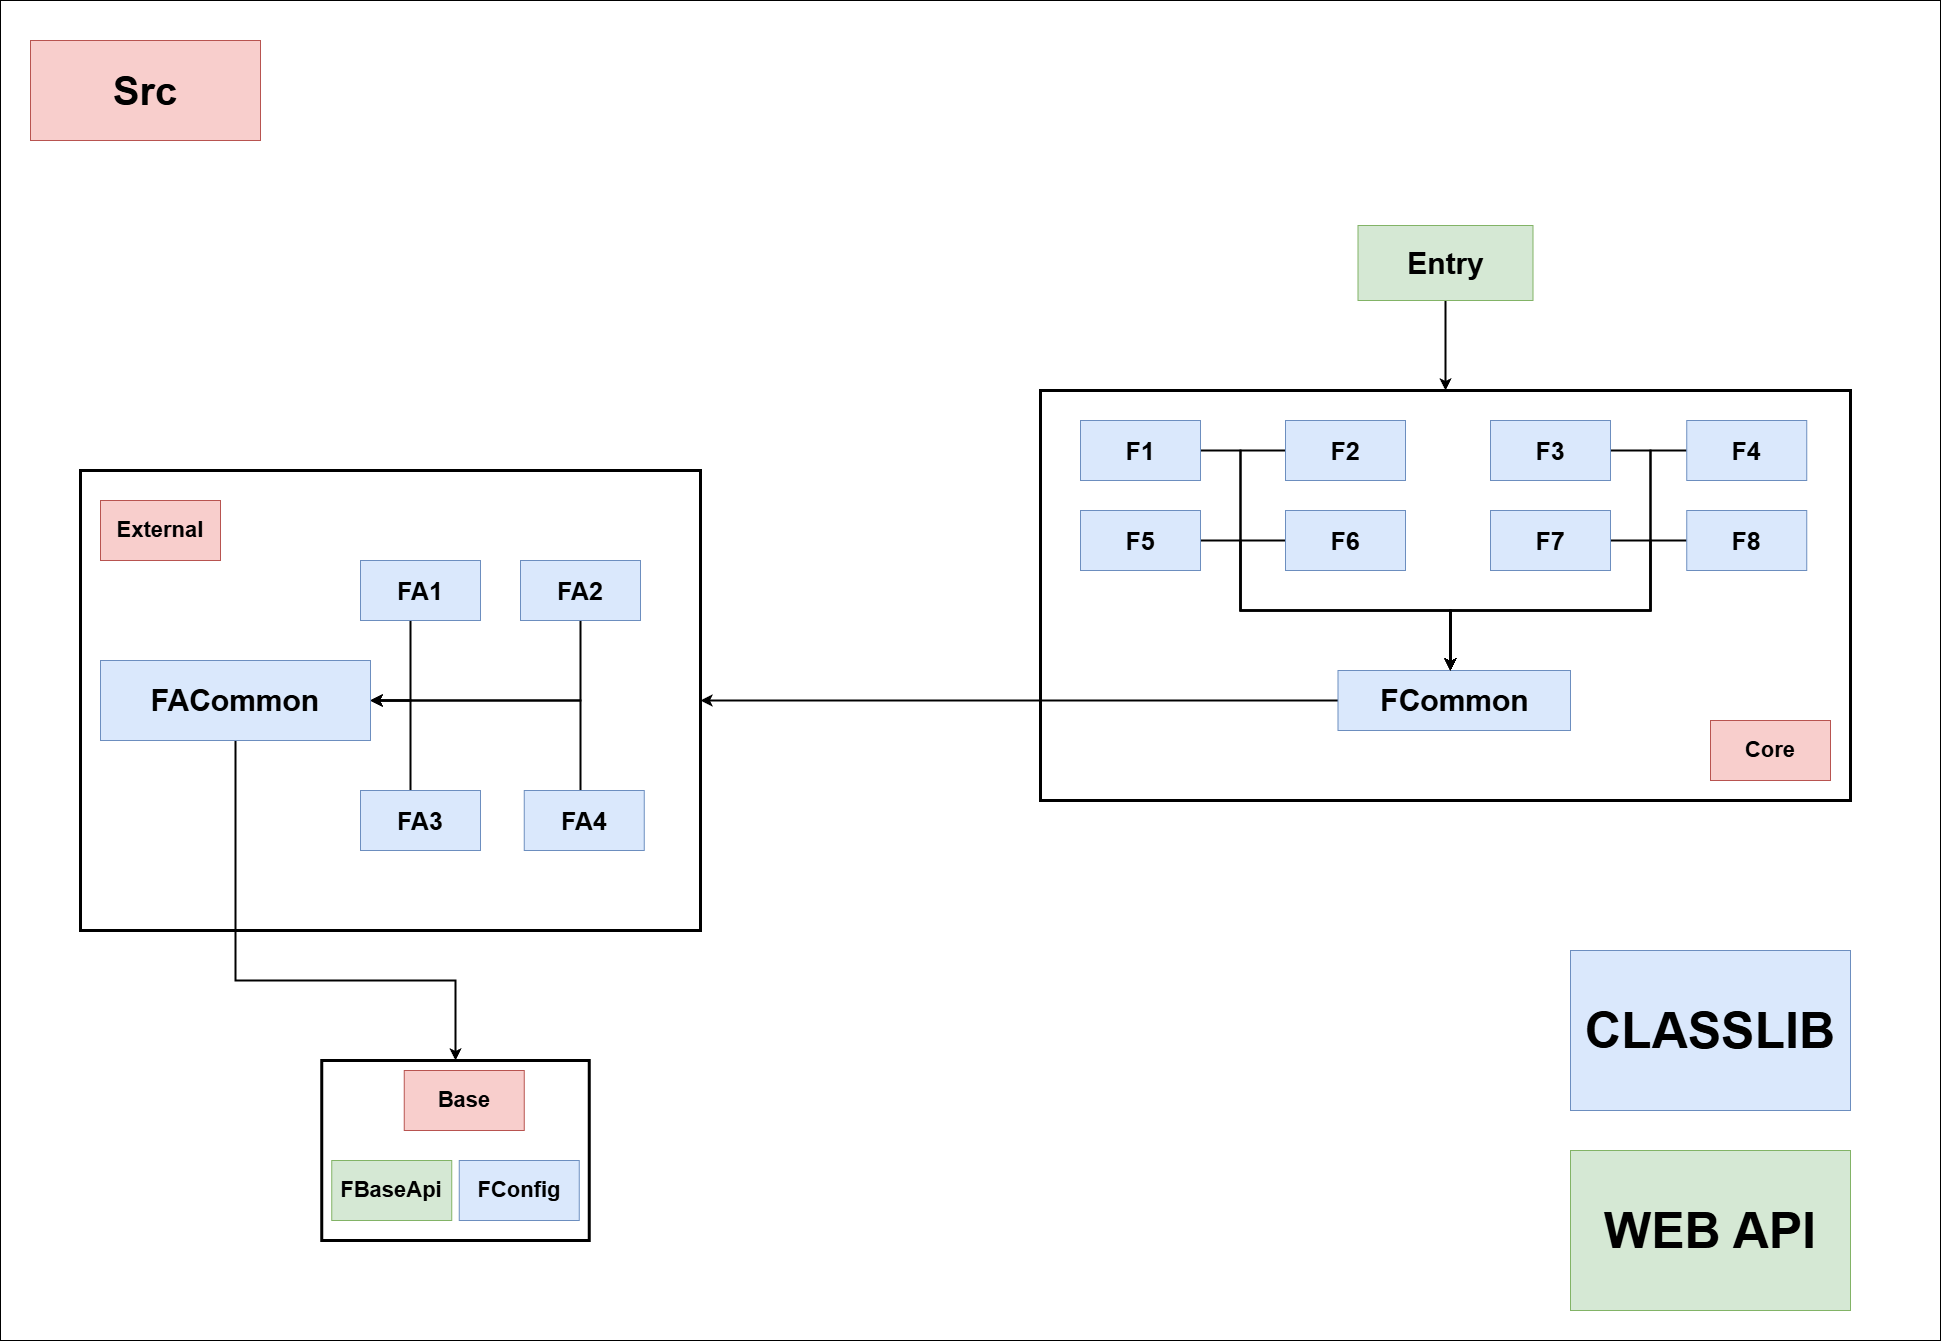 Src
Entry
F1
F2
F3
F4
F5
F6
F7
F8
FCommon
Core
External
FA1
FA2
FACommon
FA3
FA4
Base
FBaseApi
FConfig
CLASSLIB
WEB API